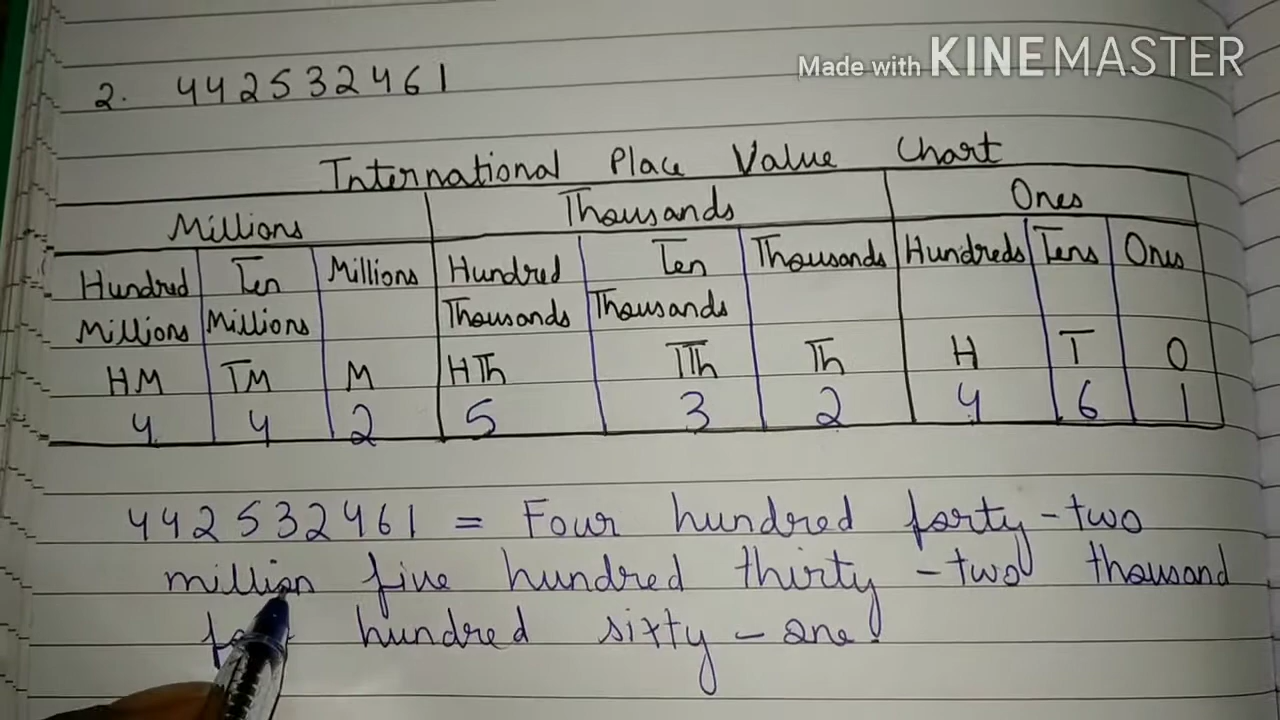 Made with KINEMASTER
2. 442532461
International Place Value Chart
Millions Thousands Ones
Hundred Ten Millions Hundred Ten Thousands Hundreds Tens Ones
Millions Millions Thousands Thousands
HM TM M HTh TTh Th H T O
4 4 2 5 3 2 4 6 1
442532461 = Four hundred forty-two
million five hundred thirty-two thousand
hundred sixty-one.